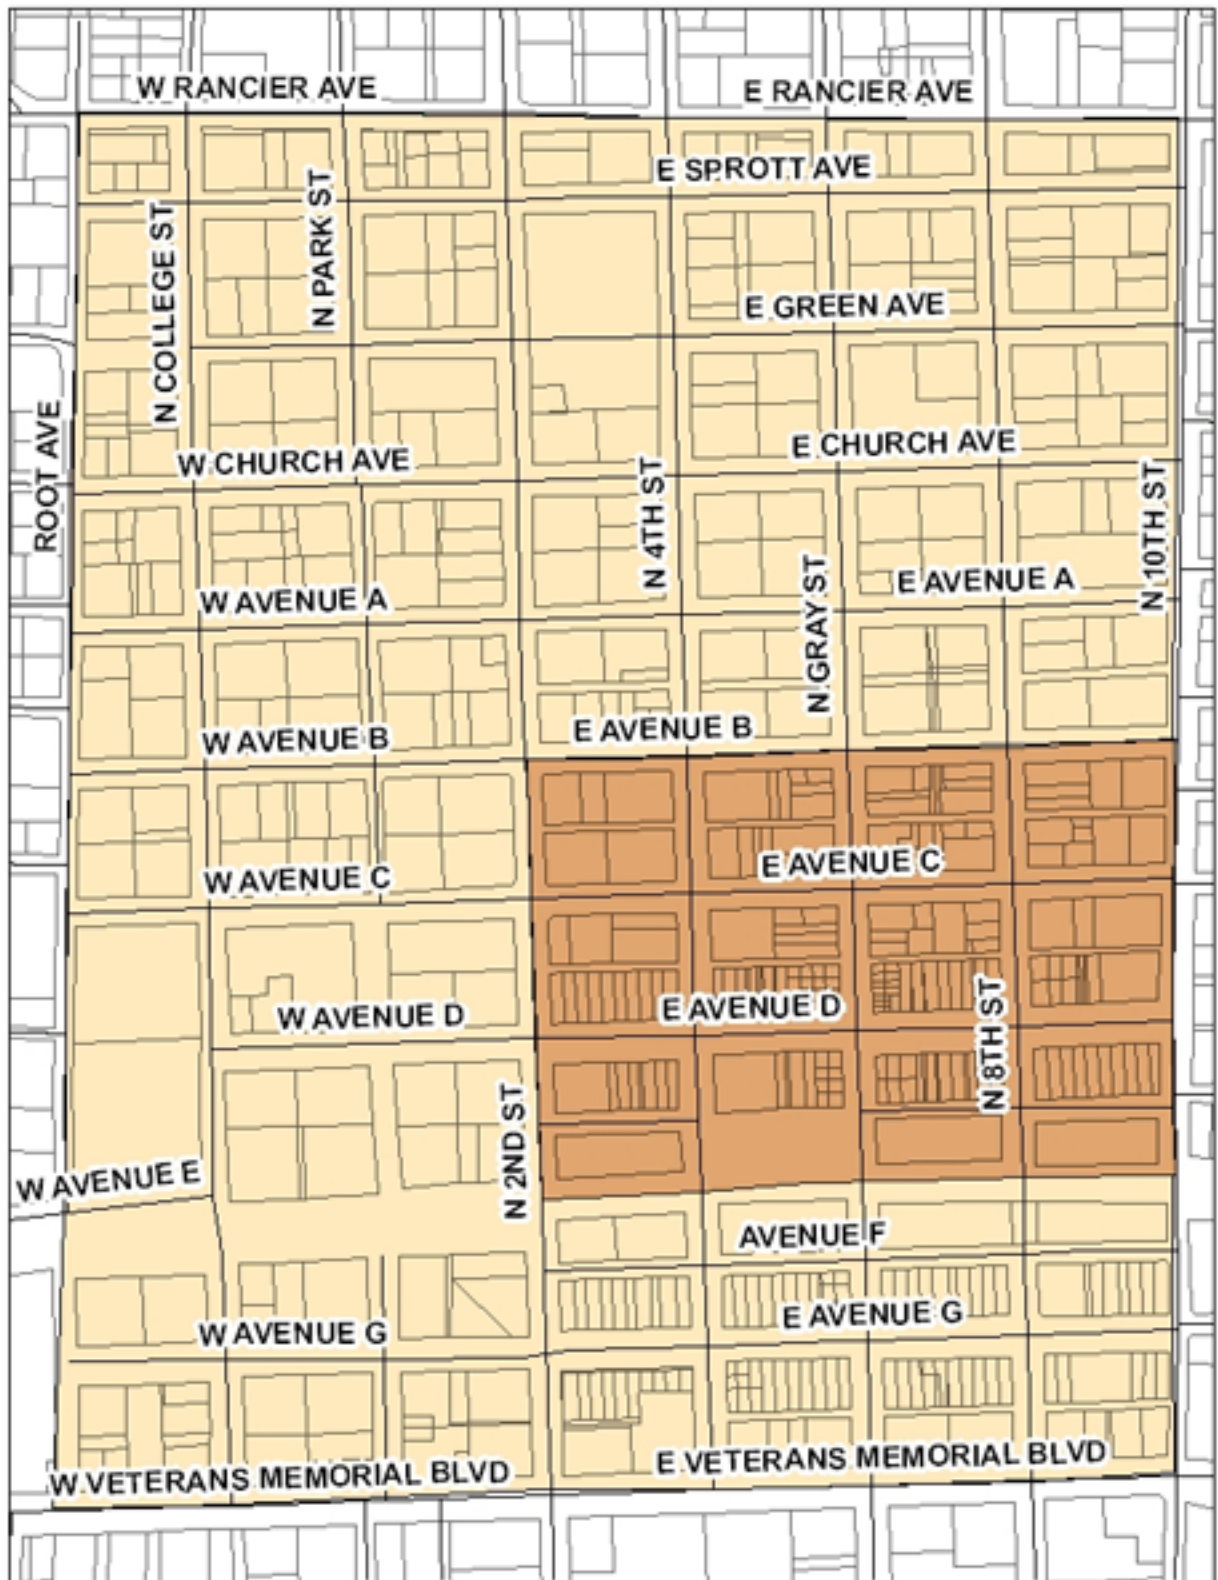 W RANCIER AVE
E RANCIER AVE
E SPROTT AVE
N PARK ST
N COLLEGE ST
E GREEN AVE
ROOT AVE
W CHURCH AVE
E CHURCH AVE
N 4TH ST
N 10TH ST
W AVENUE A
E AVENUE A
N GRAY ST
W AVENUE B
E AVENUE B
W AVENUE C
E AVENUE C
W AVENUE D
E AVENUE D
N 8TH ST
N 2ND ST
W AVENUE E
AVENUE F
W AVENUE G
E AVENUE G
W VETERANS MEMORIAL BLVD
E VETERANS MEMORIAL BLVD